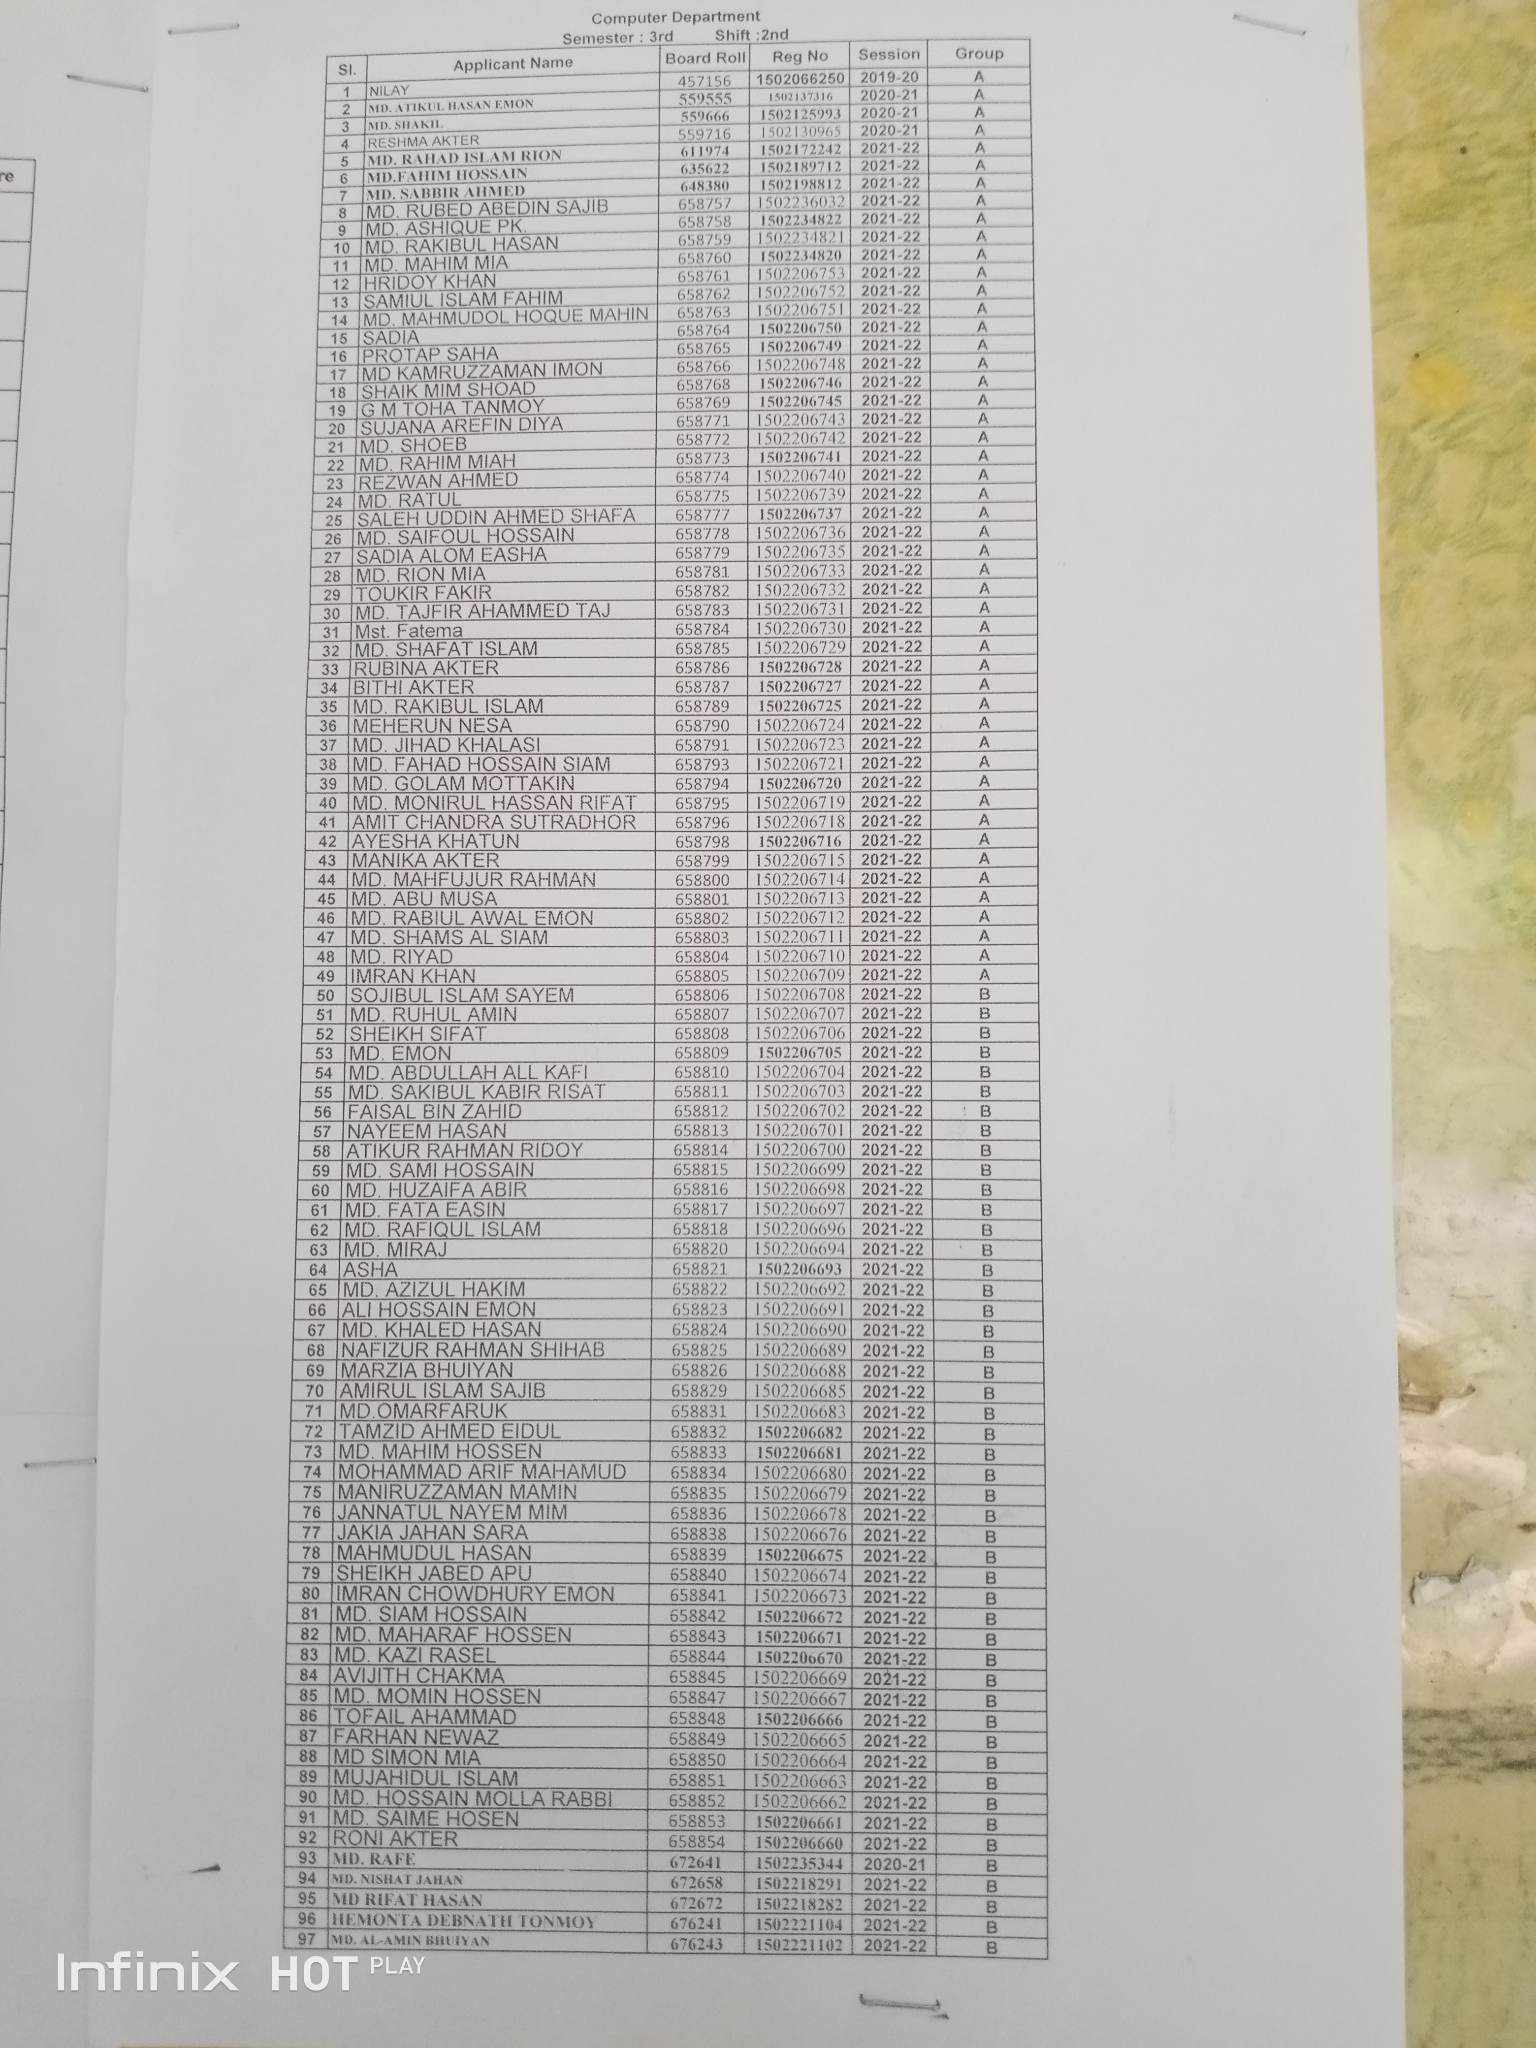 Computer Department
Semester : 3rd Shift :2nd
Sl. Applicant Name Board Roll Reg No Session Group
1 NILAY 457156 1502066250 2019-20 A
2 MD. ATIKUL HASAN EMON 559555 1502137316 2020-21 A
3 MD. SHAKIL 559666 1502125993 2020-21 A
4 RESHMA AKTER 559716 1502130965 2020-21 A
5 MD. RAHAD ISLAM RION 611974 1502172242 2021-22 A
6 MD.FAHIM HOSSAIN 635622 1502189712 2021-22 A
7 MD. SABBIR AHMED 648380 1502198812 2021-22 A
8 MD. RUBED ABEDIN SAJIB 658757 1502236032 2021-22 A
9 MD. ASHIQUE PK. 658758 1502234822 2021-22 A
10 MD. RAKIBUL HASAN 658759 1502234821 2021-22 A
11 MD. MAHIM MIA 658760 1502234820 2021-22 A
12 HRIDOY KHAN 658761 1502206753 2021-22 A
13 SAMIUL ISLAM FAHIM 658762 1502206752 2021-22 A
14 MD. MAHMUDOL HOQUE MAHIN 658763 1502206751 2021-22 A
15 SADIA 658764 1502206750 2021-22 A
16 PROTAP SAHA 658765 1502206749 2021-22 A
17 MD KAMRUZZAMAN IMON 658766 1502206748 2021-22 A
18 SHAIK MIM SHOAD 658768 1502206746 2021-22 A
19 G M TOHA TANMOY 658769 1502206745 2021-22 A
20 SUJANA AREFIN DIYA 658771 1502206743 2021-22 A
21 MD. SHOEB 658772 1502206742 2021-22 A
22 MD. RAHIM MIAH 658773 1502206741 2021-22 A
23 REZWAN AHMED 658774 1502206740 2021-22 A
24 MD. RATUL 658775 1502206739 2021-22 A
25 SALEH UDDIN AHMED SHAFA 658777 1502206737 2021-22 A
26 MD. SAIFOUL HOSSAIN 658778 1502206736 2021-22 A
27 SADIA ALOM EASHA 658779 1502206735 2021-22 A
28 MD. RION MIA 658781 1502206733 2021-22 A
29 TOUKIR FAKIR 658782 1502206732 2021-22 A
30 MD. TAJFIR AHAMMED TAJ 658783 1502206731 2021-22 A
31 Mst. Fatema 658784 1502206730 2021-22 A
32 MD. SHAFAT ISLAM 658785 1502206729 2021-22 A
33 RUBINA AKTER 658786 1502206728 2021-22 A
34 BITHI AKTER 658787 1502206727 2021-22 A
35 MD. RAKIBUL ISLAM 658789 1502206725 2021-22 A
36 MEHERUN NESA 658790 1502206724 2021-22 A
37 MD. JIHAD KHALASI 658791 1502206723 2021-22 A
38 MD. FAHAD HOSSAIN SIAM 658793 1502206721 2021-22 A
39 MD. GOLAM MOTTAKIN 658794 1502206720 2021-22 A
40 MD. MONIRUL HASSAN RIFAT 658795 1502206719 2021-22 A
41 AMIT CHANDRA SUTRADHOR 658796 1502206718 2021-22 A
42 AYESHA KHATUN 658798 1502206716 2021-22 A
43 MANIKA AKTER 658799 1502206715 2021-22 A
44 MD. MAHFUJUR RAHMAN 658800 1502206714 2021-22 A
45 MD. ABU MUSA 658801 1502206713 2021-22 A
46 MD. RABIUL AWAL EMON 658802 1502206712 2021-22 A
47 MD. SHAMS AL SIAM 658803 1502206711 2021-22 A
48 MD. RIYAD 658804 1502206710 2021-22 A
49 IMRAN KHAN 658805 1502206709 2021-22 A
50 SOJIBUL ISLAM SAYEM 658806 1502206708 2021-22 B
51 MD. RUHUL AMIN 658807 1502206707 2021-22 B
52 SHEIKH SIFAT 658808 1502206706 2021-22 B
53 MD. EMON 658809 1502206705 2021-22 B
54 MD. ABDULLAH ALL KAFI 658810 1502206704 2021-22 B
55 MD. SAKIBUL KABIR RISAT 658811 1502206703 2021-22 B
56 FAISAL BIN ZAHID 658812 1502206702 2021-22 B
57 NAYEEM HASAN 658813 1502206701 2021-22 B
58 ATIKUR RAHMAN RIDOY 658814 1502206700 2021-22 B
59 MD. SAMI HOSSAIN 658815 1502206699 2021-22 B
60 MD. HUZAIFA ABIR 658816 1502206698 2021-22 B
61 MD. FATA EASIN 658817 1502206697 2021-22 B
62 MD. RAFIQUL ISLAM 658818 1502206696 2021-22 B
63 MD. MIRAJ 658820 1502206694 2021-22 B
64 ASHA 658821 1502206693 2021-22 B
65 MD. AZIZUL HAKIM 658822 1502206692 2021-22 B
66 ALI HOSSAIN EMON 658823 1502206691 2021-22 B
67 MD. KHALED HASAN 658824 1502206690 2021-22 B
68 NAFIZUR RAHMAN SHIHAB 658825 1502206689 2021-22 B
69 MARZIA BHUIYAN 658826 1502206688 2021-22 B
70 AMIRUL ISLAM SAJIB 658829 1502206685 2021-22 B
71 MD.OMARFARUK 658831 1502206683 2021-22 B
72 TAMZID AHMED EIDUL 658832 1502206682 2021-22 B
73 MD. MAHIM HOSSEN 658833 1502206681 2021-22 B
74 MOHAMMAD ARIF MAHAMUD 658834 1502206680 2021-22 B
75 MANIRUZZAMAN MAMIN 658835 1502206679 2021-22 B
76 JANNATUL NAYEM MIM 658836 1502206678 2021-22 B
77 JAKIA JAHAN SARA 658838 1502206676 2021-22 B
78 MAHMUDUL HASAN 658839 1502206675 2021-22 B
79 SHEIKH JABED APU 658840 1502206674 2021-22 B
80 IMRAN CHOWDHURY EMON 658841 1502206673 2021-22 B
81 MD. SIAM HOSSAIN 658842 1502206672 2021-22 B
82 MD. MAHARAF HOSSEN 658843 1502206671 2021-22 B
83 MD. KAZI RASEL 658844 1502206670 2021-22 B
84 AVIJITH CHAKMA 658845 1502206669 2021-22 B
85 MD. MOMIN HOSSEN 658847 1502206667 2021-22 B
86 TOFAIL AHAMMAD 658848 1502206666 2021-22 B
87 FARHAN NEWAZ 658849 1502206665 2021-22 B
88 MD SIMON MIA 658850 1502206664 2021-22 B
89 MUJAHIDUL ISLAM 658851 1502206663 2021-22 B
90 MD. HOSSAIN MOLLA RABBI 658852 1502206662 2021-22 B
91 MD. SAIME HOSEN 658853 1502206661 2021-22 B
92 RONI AKTER 658854 1502206660 2021-22 B
93 MD. RAFE 672641 1502235344 2020-21 B
94 MD. NISHAT JAHAN 672658 1502218291 2021-22 B
95 MD RIFAT HASAN 672672 1502218282 2021-22 B
96 HEMONTA DEBNATH TONMOY 676241 1502221104 2021-22 B
97 MD. AL-AMIN BHUIYAN 676243 1502221102 2021-22 B
re
Infinix HOT PLAY